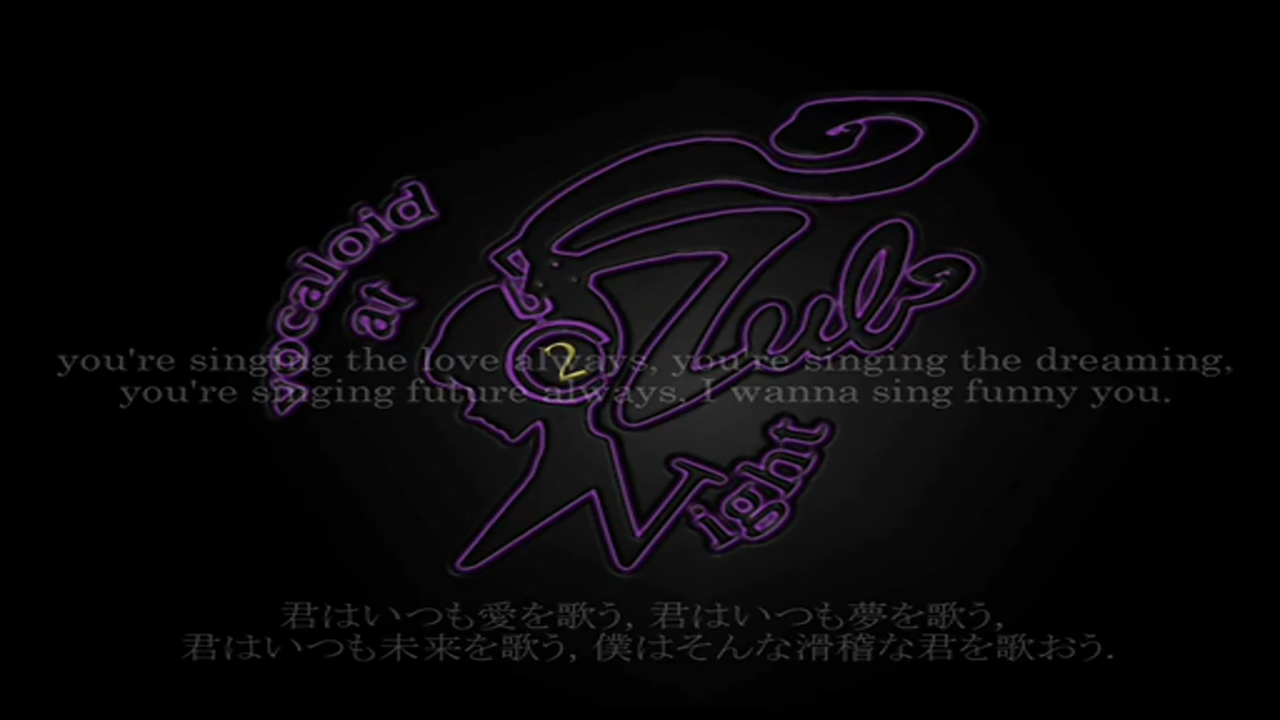 vocaloid
at
Zeeb
Night
2
you're singing the love always, you're singing the dreaming,
you're singing future always. I wanna sing funny you.
君はいつも愛を歌う, 君はいつも夢を歌う,
君はいつも未来を歌う, 僕はそんな滑稽な君を歌おう.